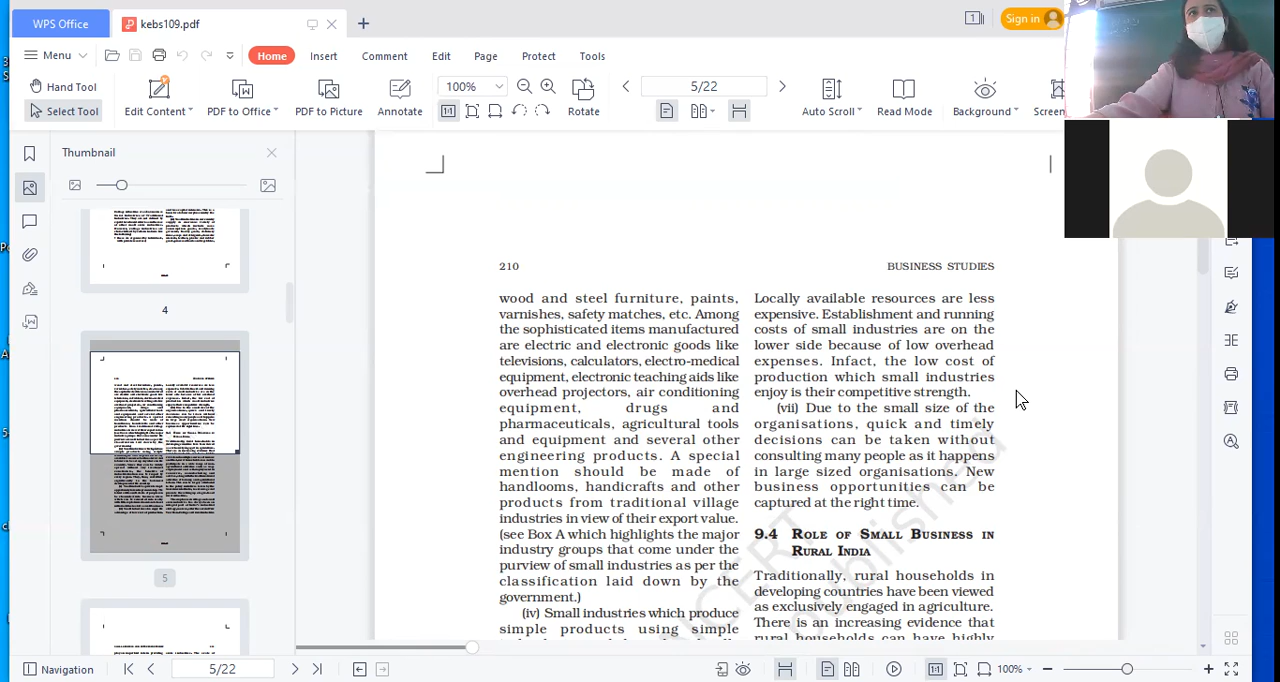 WPS Office
kebs109.pdf
Sign in
Menu
Home
Insert
Comment
Edit
Page
Protect
Tools
Hand Tool
Select Tool
Edit Content
PDF to Office
PDF to Picture
Annotate
100%
Rotate
5/22
Auto Scroll
Read Mode
Background
Screen
Thumbnail
4
5
210
BUSINESS STUDIES
wood and steel furniture, paints,
varnishes, safety matches, etc. Among
the sophisticated items manufactured
are electric and electronic goods like
televisions, calculators, electro-medical
equipment, electronic teaching aids like
overhead projectors, air conditioning
equipment, drugs and
pharmaceuticals, agricultural tools
and equipment and several other
engineering products. A special
mention should be made of
handlooms, handicrafts and other
products from traditional village
industries in view of their export value.
(see Box A which highlights the major
industry groups that come under the
purview of small industries as per the
classification laid down by the
government.)
(iv) Small industries which produce
simple products using simple
Locally available resources are less
expensive. Establishment and running
costs of small industries are on the
lower side because of low overhead
expenses. Infact, the low cost of
production which small industries
enjoy is their competitive strength.
(vii) Due to the small size of the
organisations, quick and timely
decisions can be taken without
consulting many people as it happens
in large sized organisations. New
business opportunities can be
captured at the right time.
9.4 ROLE OF SMALL BUSINESS IN
RURAL INDIA
Traditionally, rural households in
developing countries have been viewed
as exclusively engaged in agriculture.
There is an increasing evidence that
rural households can have highly
Navigation
5/22
100%